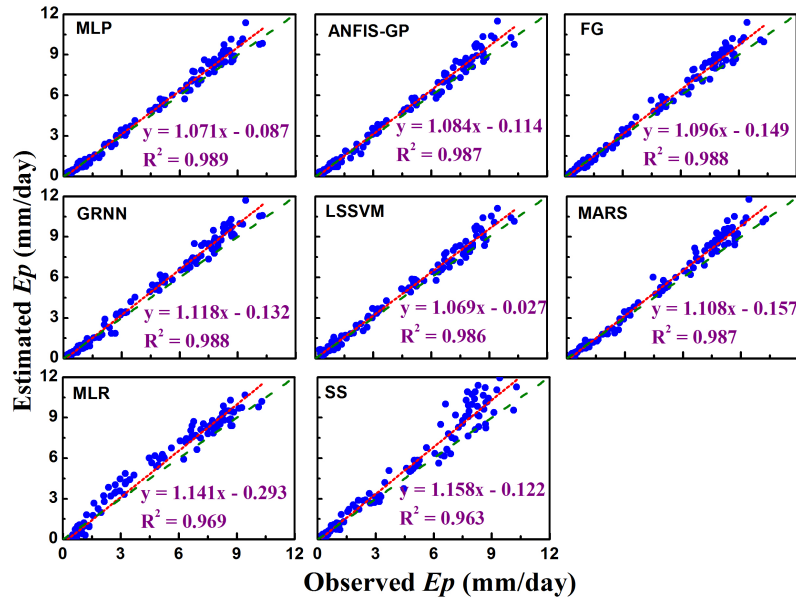 12
9
6
3
0
MLP
y = 1.071x - 0.087
R² = 0.989
ANFIS-GP
y = 1.084x - 0.114
R² = 0.987
FG
y = 1.096x - 0.149
R² = 0.988
Estimated Ep (mm/day)
12
9
6
3
0
GRNN
y = 1.118x - 0.132
R² = 0.988
LSSVM
y = 1.069x - 0.027
R² = 0.986
MARS
y = 1.108x - 0.157
R² = 0.987
12
9
6
3
0
MLR
y = 1.141x - 0.293
R² = 0.969
SS
y = 1.158x - 0.122
R² = 0.963
0 3 6 9 12
0 3 6 9 12
Observed Ep (mm/day)